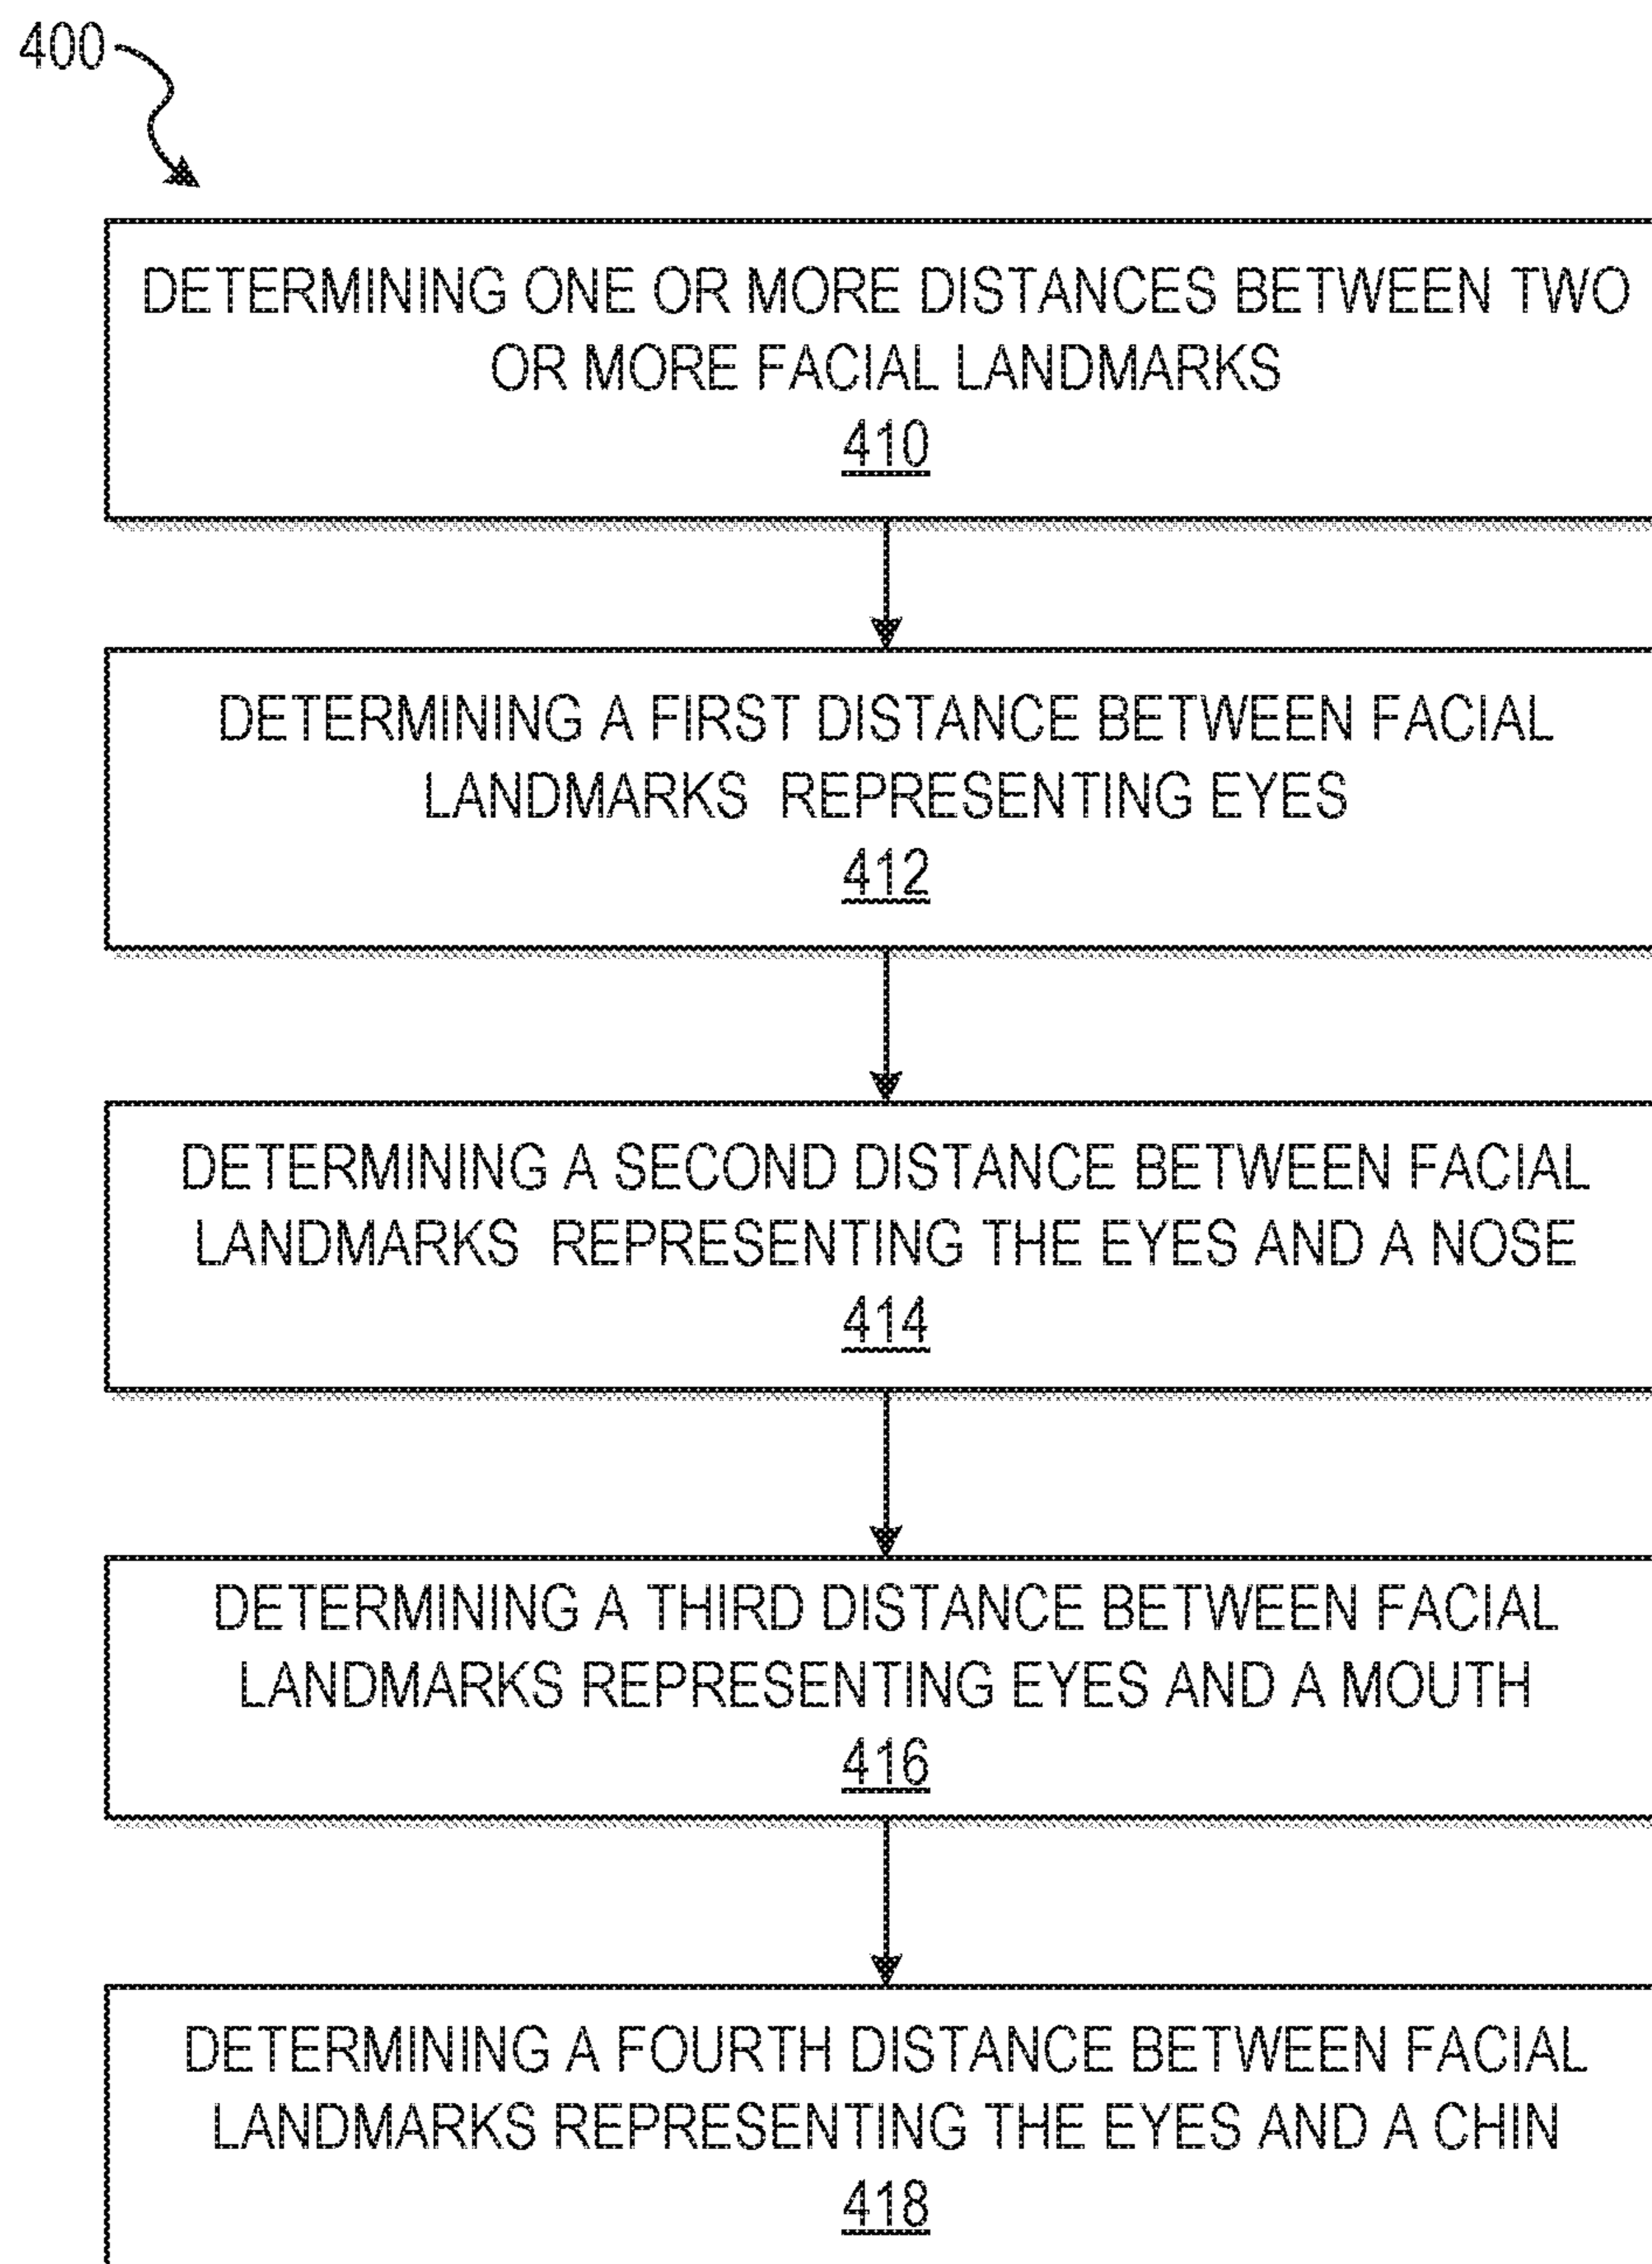 400
DETERMINING ONE OR MORE DISTANCES BETWEEN TWO
OR MORE FACIAL LANDMARKS
410
DETERMINING A FIRST DISTANCE BETWEEN FACIAL
LANDMARKS REPRESENTING EYES
412
DETERMINING A SECOND DISTANCE BETWEEN FACIAL
LANDMARKS REPRESENTING THE EYES AND A NOSE
414
DETERMINING A THIRD DISTANCE BETWEEN FACIAL
LANDMARKS REPRESENTING EYES AND A MOUTH
416
DETERMINING A FOURTH DISTANCE BETWEEN FACIAL
LANDMARKS REPRESENTING THE EYES AND A CHIN
418